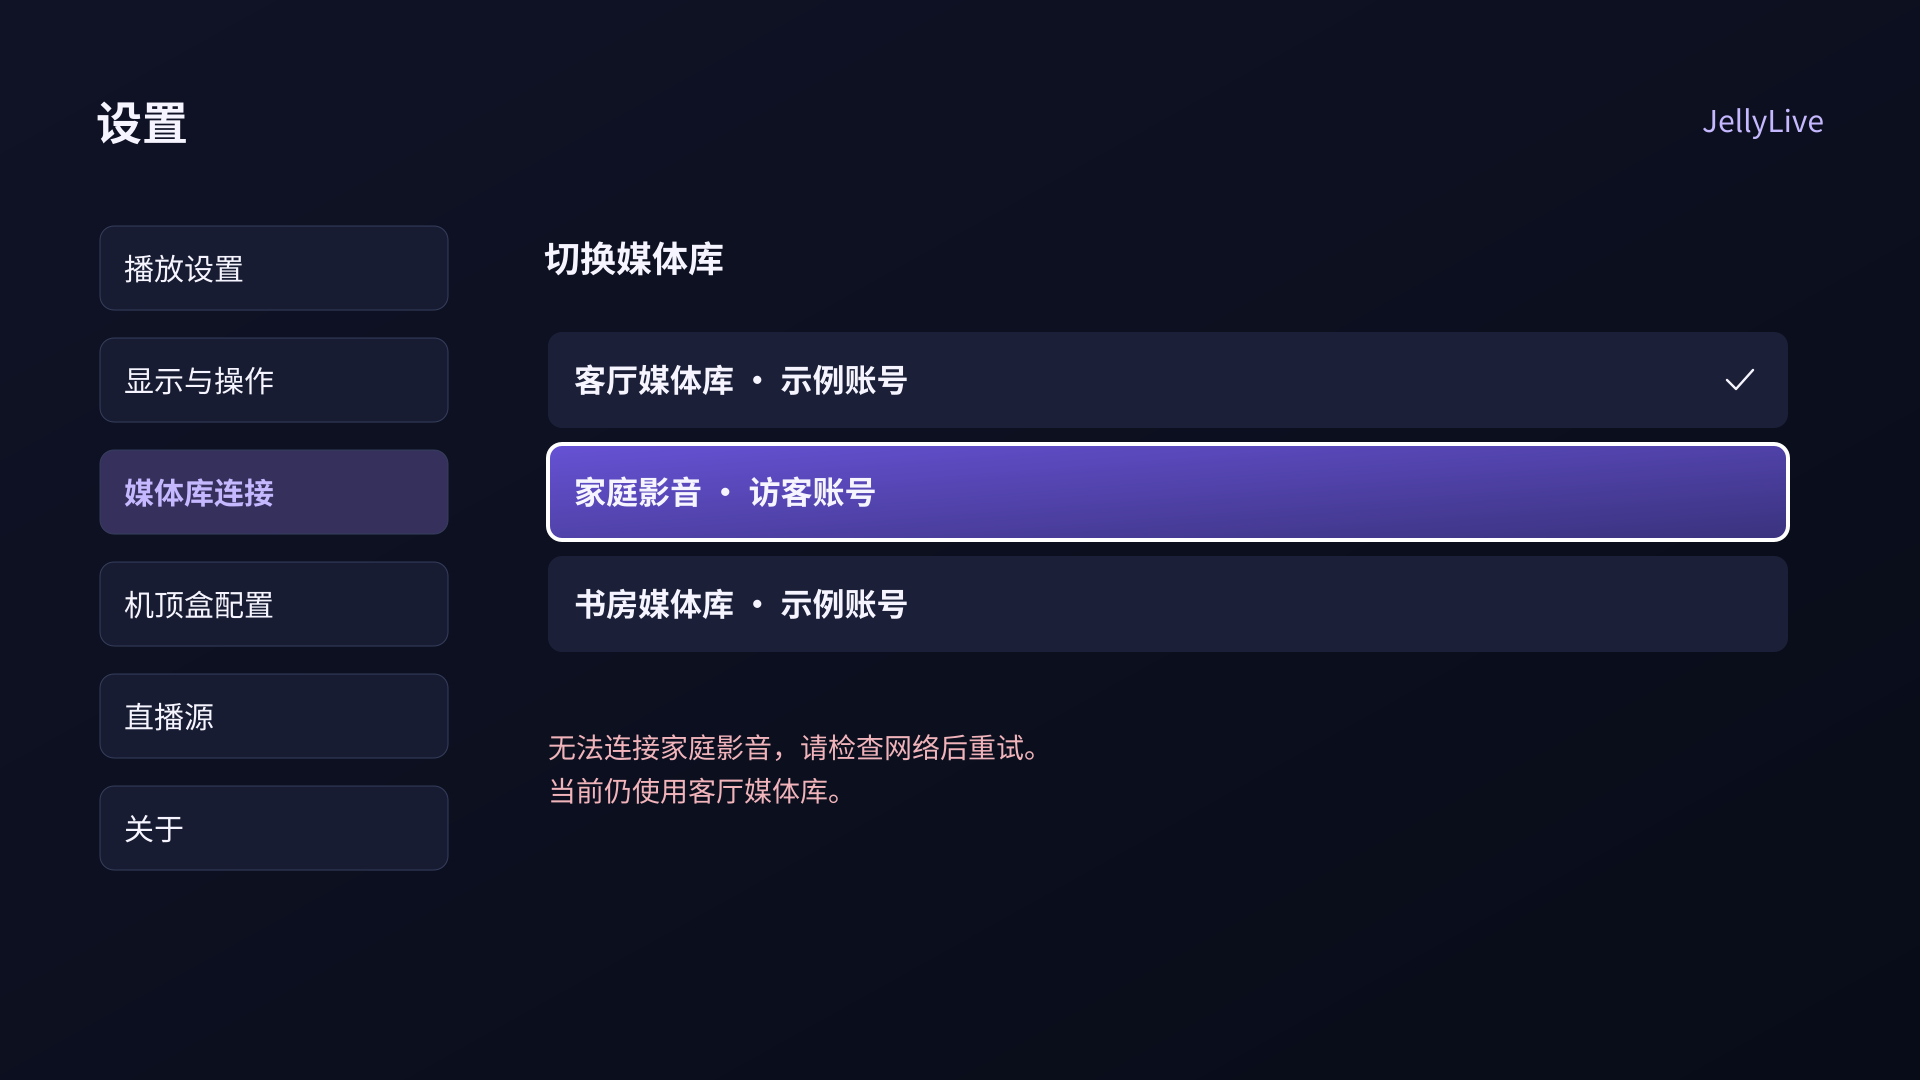 设置
JellyLive
播放设置
显示与操作
媒体库连接
机顶盒配置
直播源
关于
切换媒体库
客厅媒体库 • 示例账号
家庭影音 • 访客账号
书房媒体库 • 示例账号
无法连接家庭影音，请检查网络后重试。
当前仍使用客厅媒体库。